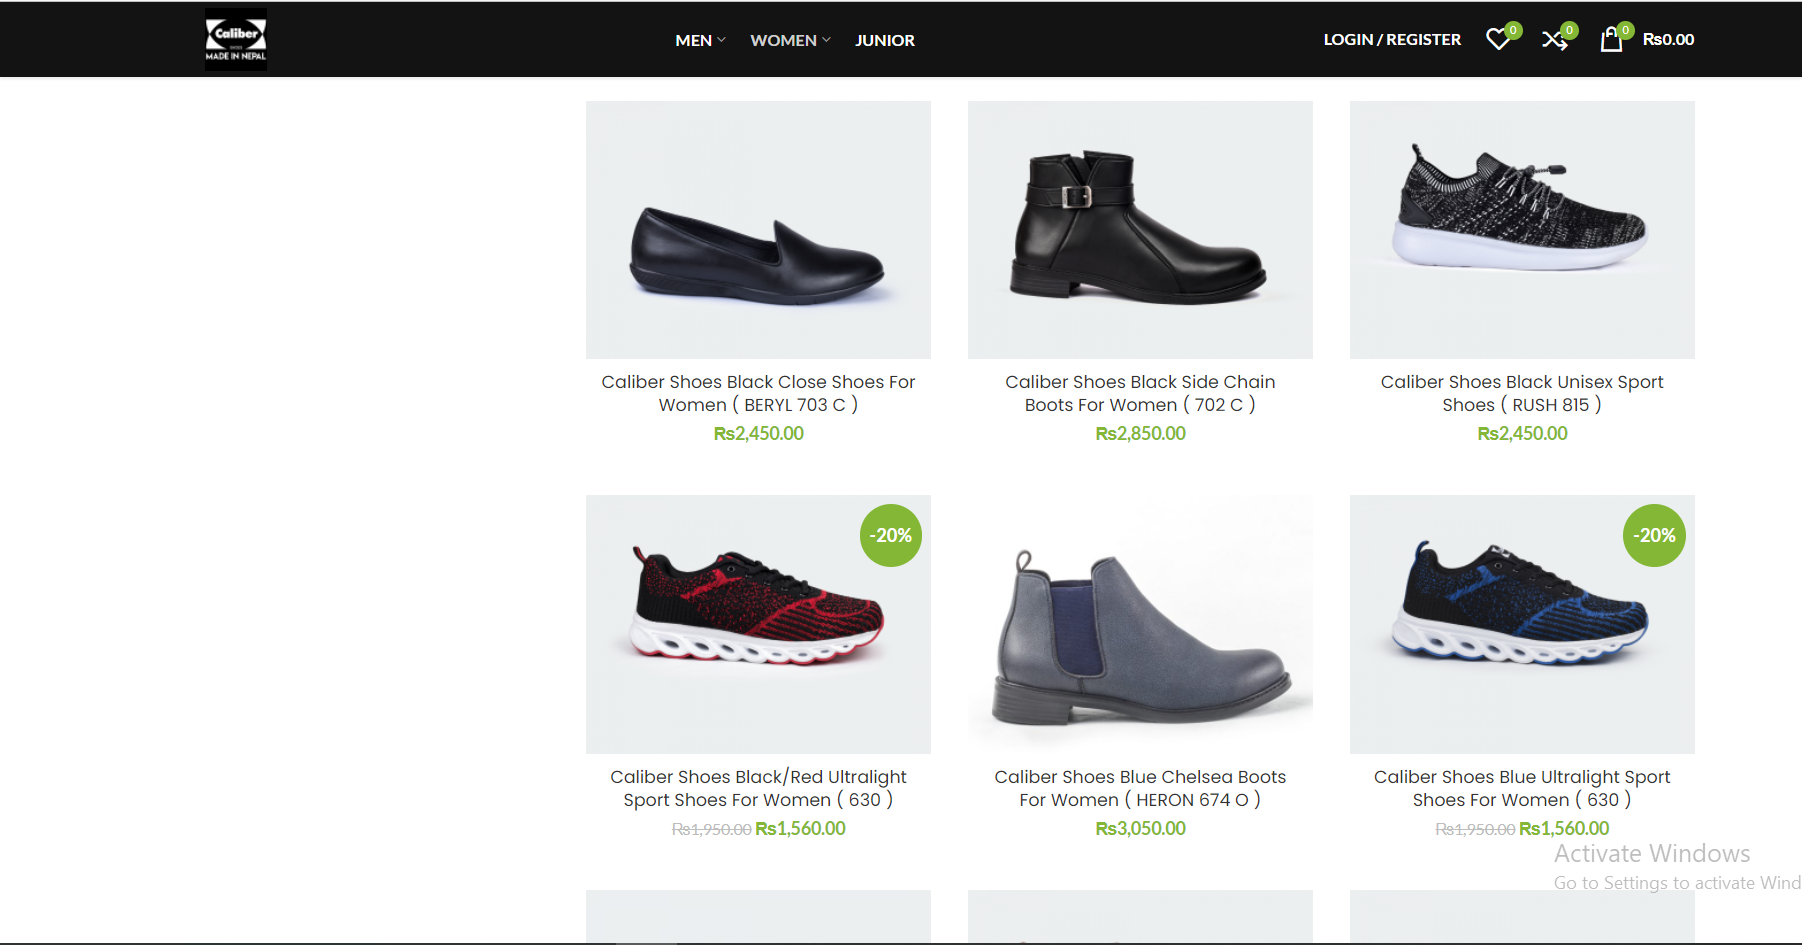 Caliber
SHOES
MADE IN NEPAL
MEN
WOMEN
JUNIOR
LOGIN / REGISTER
0
0
0
₨0.00
Caliber Shoes Black Close Shoes For
Women ( BERYL 703 C )
₨2,450.00
Caliber Shoes Black Side Chain
Boots For Women ( 702 C )
₨2,850.00
Caliber Shoes Black Unisex Sport
Shoes ( RUSH 815 )
₨2,450.00
-20%
Caliber Shoes Black/Red Ultralight
Sport Shoes For Women ( 630 )
₨1,950.00 ₨1,560.00
Caliber Shoes Blue Chelsea Boots
For Women ( HERON 674 O )
₨3,050.00
-20%
Caliber Shoes Blue Ultralight Sport
Shoes For Women ( 630 )
₨1,950.00 ₨1,560.00
Activate Windows
Go to Settings to activate Wind